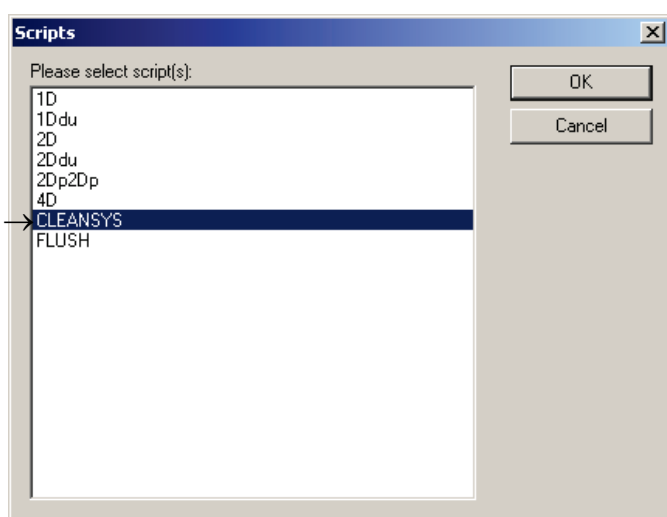 Scripts
Please select script(s):
OK
Cancel
1D
1Ddu
2D
2Ddu
2Dp2Dp
4D
CLEANSYS
FLUSH